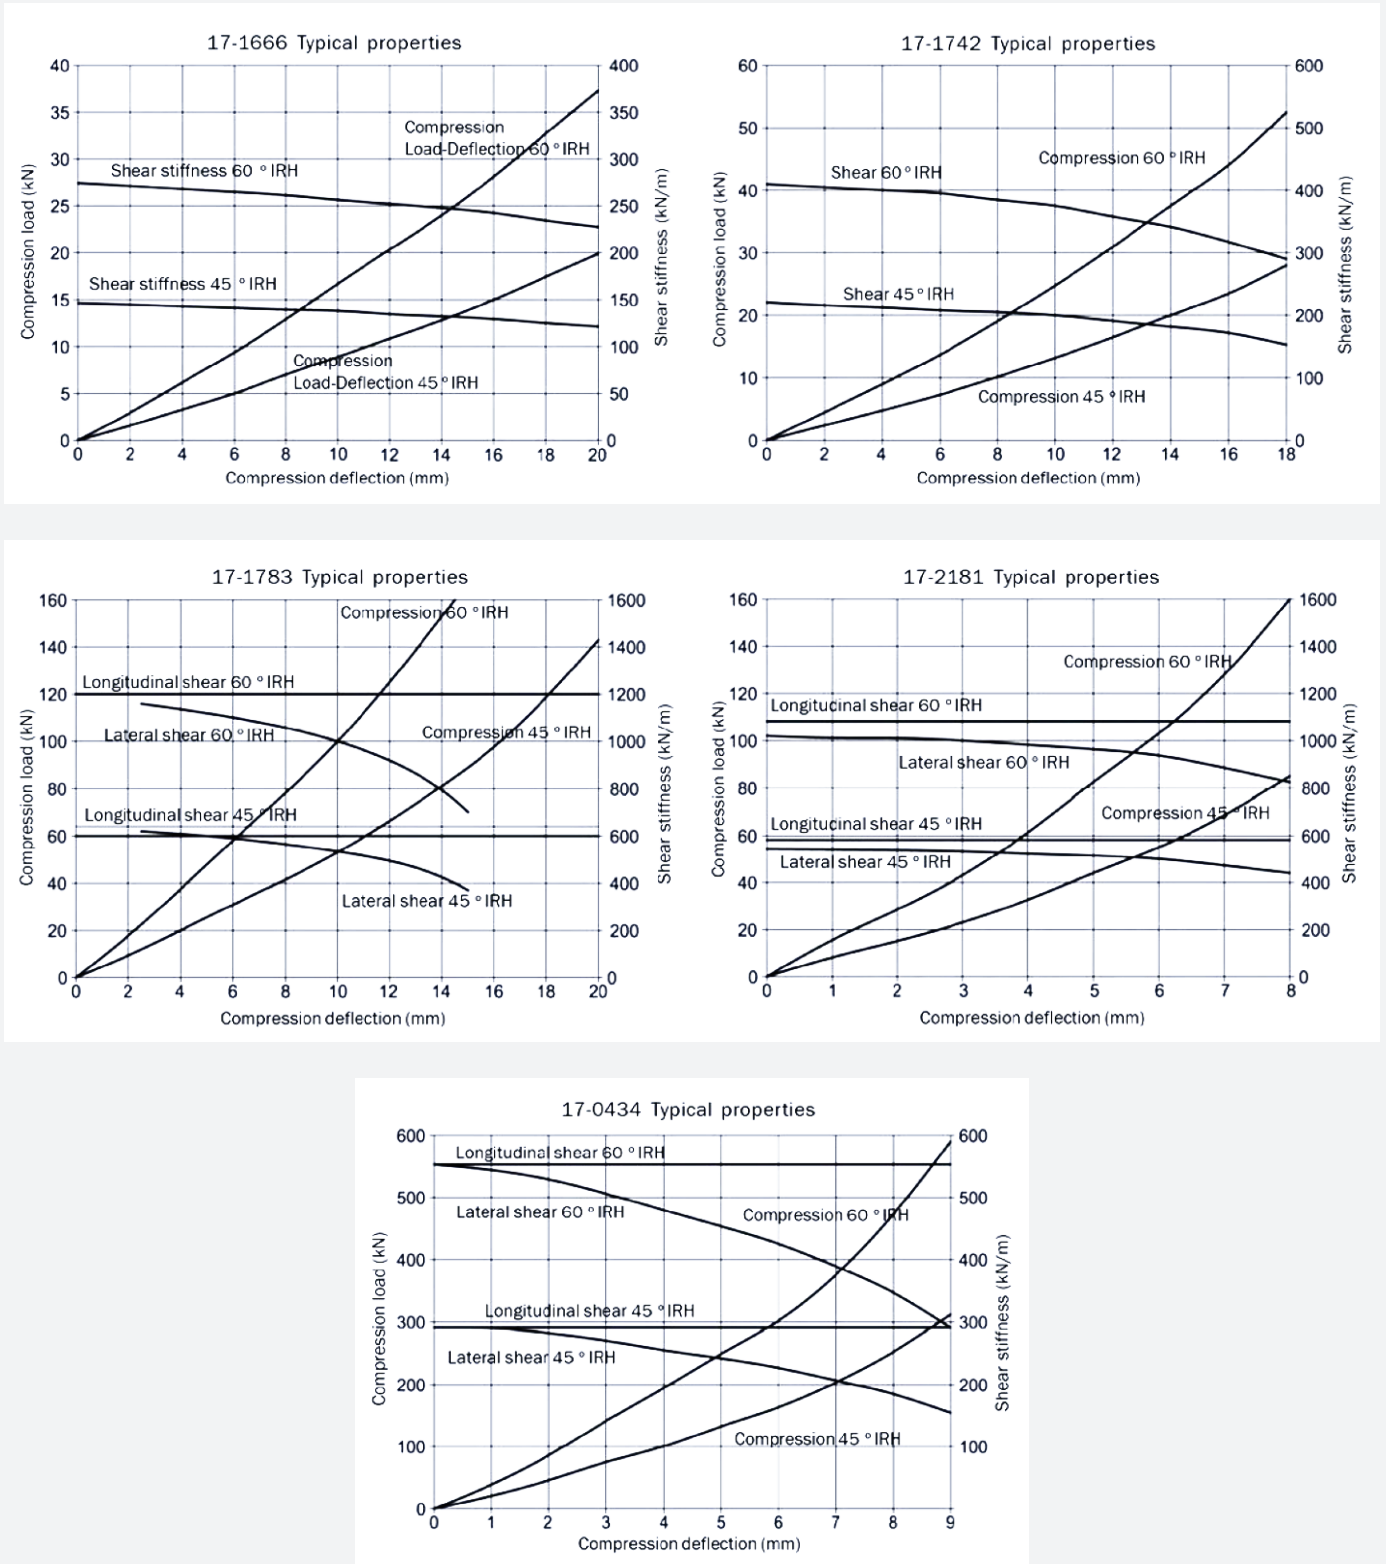 17-1666 Typical properties
40
35
30
25
20
15
10
5
0
400
350
300
250
200
150
100
50
0
Compression load (kN)
Shear stiffness (kN/m)
Compression
Load-Deflection 60 ° IRH
Shear stiffness 60 ° IRH
Shear stiffness 45 ° IRH
Compression
Load-Deflection 45 ° IRH
0 2 4 6 8 10 12 14 16 18 20
Compression deflection (mm)
17-1742 Typical properties
60
50
40
30
20
10
0
600
500
400
300
200
100
0
Compression load (kN)
Shear stiffness (kN/m)
Compression 60 ° IRH
Shear 60 ° IRH
Shear 45 ° IRH
Compression 45 ° IRH
0 2 4 6 8 10 12 14 16 18
Compression deflection (mm)
17-1783 Typical properties
160
140
120
100
80
60
40
20
0
1600
1400
1200
1000
800
600
400
200
0
Compression load (kN)
Shear stiffness (kN/m)
Compression 60 ° IRH
Longitudinal shear 60 ° IRH
Lateral shear 60 ° IRH
Compression 45 ° IRH
Longitudinal shear 45 ° IRH
Lateral shear 45 ° IRH
0 2 4 6 8 10 12 14 16 18 20
Compression deflection (mm)
17-2181 Typical properties
160
140
120
100
80
60
40
20
0
1600
1400
1200
1000
800
600
400
200
0
Compression load (kN)
Shear stiffness (kN/m)
Compression 60 ° IRH
Longitucinal shear 60 ° IRH
Lateral shear 60 ° IRH
Compression 45 ° IRH
Longitucinal shear 45 ° IRH
Lateral shear 45 ° IRH
0 1 2 3 4 5 6 7 8
Compression deflection (mm)
17-0434 Typical properties
600
500
400
300
200
100
0
600
500
400
300
200
100
Compression load (kN)
Shear stiffness (kN/m)
Longitudinal shear 60 ° IRH
Lateral shear 60 ° IRH
Compression 60 ° IRH
Longitudinal shear 45 ° IRH
Lateral shear 45 ° IRH
Compression 45 ° IRH
0 1 2 3 4 5 6 7 8 9
Compression deflection (mm)